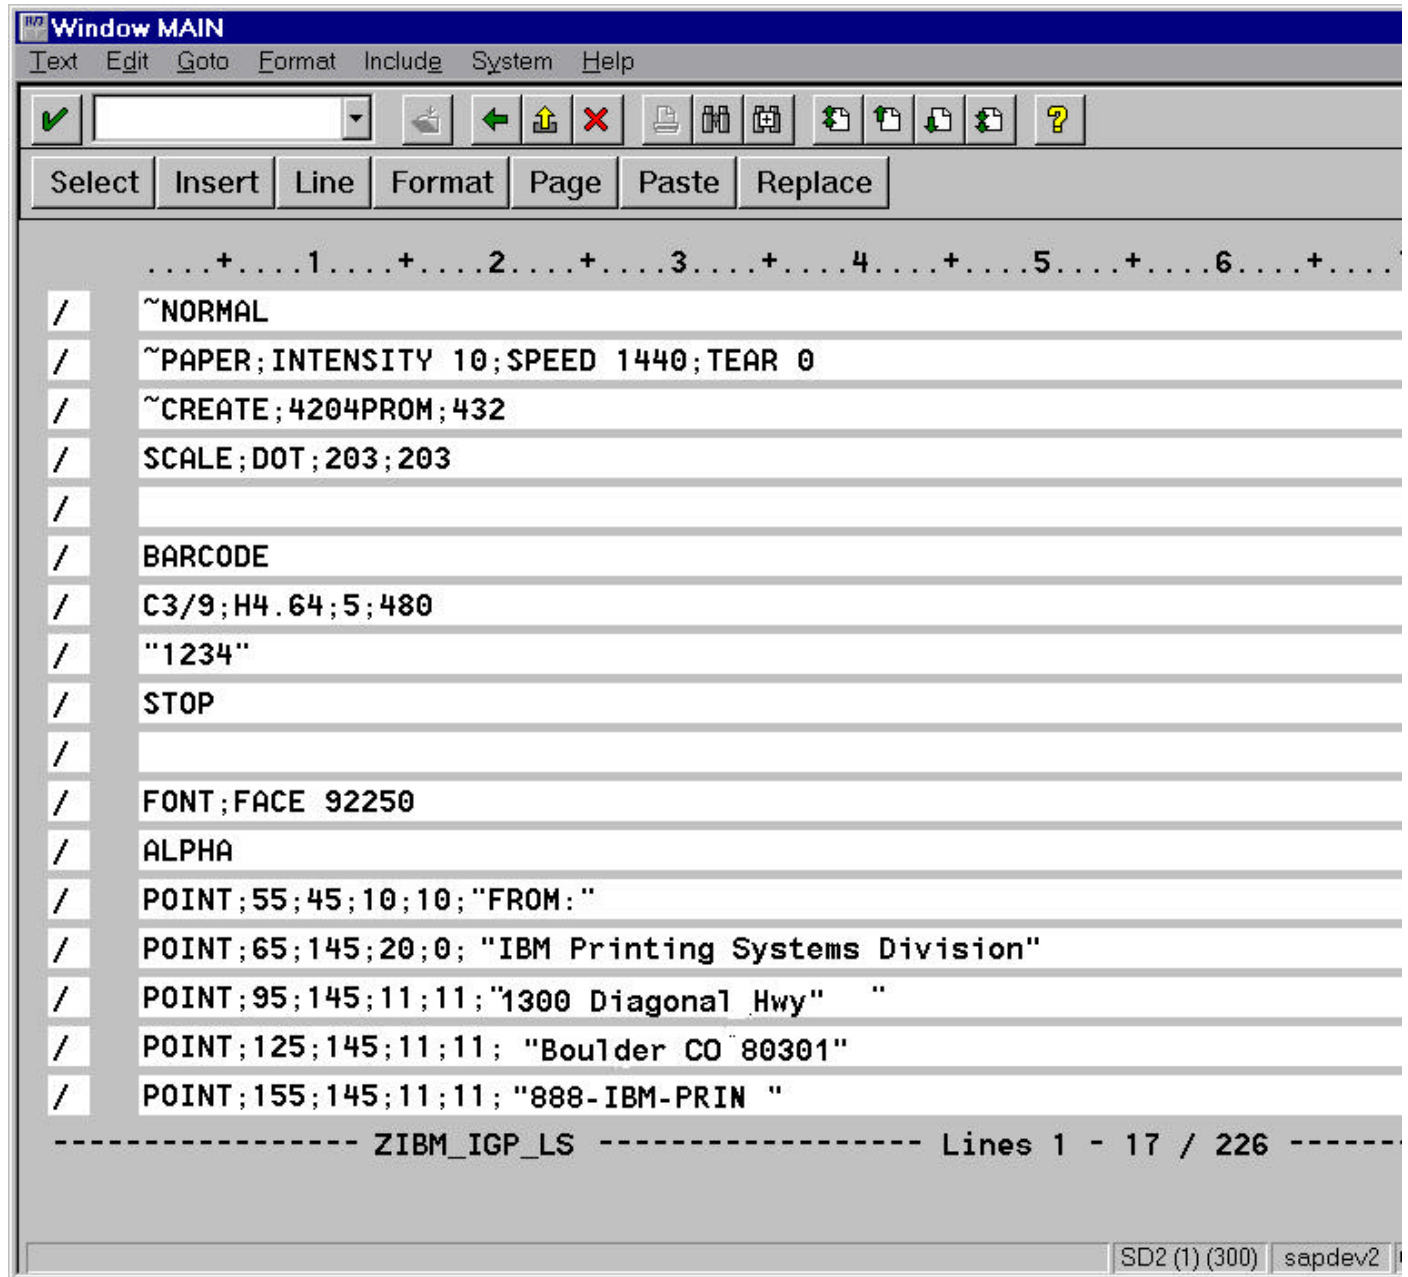 Window MAIN
Text Edit Goto Format Include System Help
Select Insert Line Format Page Paste Replace
....+....1....+....2....+....3....+....4....+....5....+....6....+....
/ ~NORMAL
/ ~PAPER;INTENSITY 10;SPEED 1440;TEAR 0
/ ~CREATE;4204PROM;432
/ SCALE;DOT;203;203
/
/ BARCODE
/ C3/9;H4.64;5;480
/ "1234"
/ STOP
/
/ FONT;FACE 92250
/ ALPHA
/ POINT;55;45;10;10;"FROM:"
/ POINT;65;145;20;0; "IBM Printing Systems Division"
/ POINT;95;145;11;11;"1300 Diagonal Hwy" "
/ POINT;125;145;11;11; "Boulder CO 80301"
/ POINT;155;145;11;11; "888-IBM-PRIN "
----------------- ZIBM_IGP_LS ------------------ Lines 1 - 17 / 226 -------
SD2 (1) (300) sapdev2